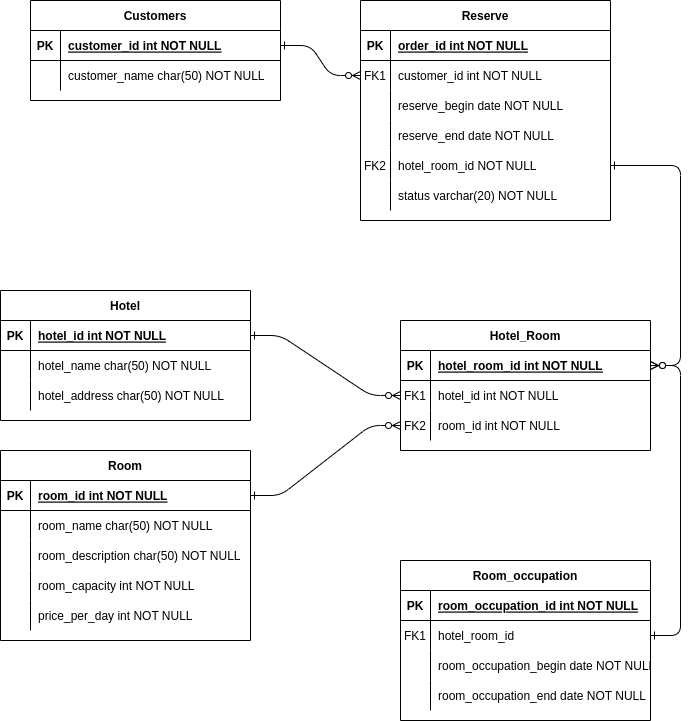 Customers
PK customer_id int NOT NULL
customer_name char(50) NOT NULL
Reserve
PK order_id int NOT NULL
FK1 customer_id int NOT NULL
reserve_begin date NOT NULL
reserve_end date NOT NULL
FK2 hotel_room_id NOT NULL
status varchar(20) NOT NULL
Hotel
PK hotel_id int NOT NULL
hotel_name char(50) NOT NULL
hotel_address char(50) NOT NULL
Hotel_Room
PK hotel_room_id int NOT NULL
FK1 hotel_id int NOT NULL
FK2 room_id int NOT NULL
Room
PK room_id int NOT NULL
room_name char(50) NOT NULL
room_description char(50) NOT NULL
room_capacity int NOT NULL
price_per_day int NOT NULL
Room_occupation
PK room_occupation_id int NOT NULL
FK1 hotel_room_id
room_occupation_begin date NOT NULL
room_occupation_end date NOT NULL